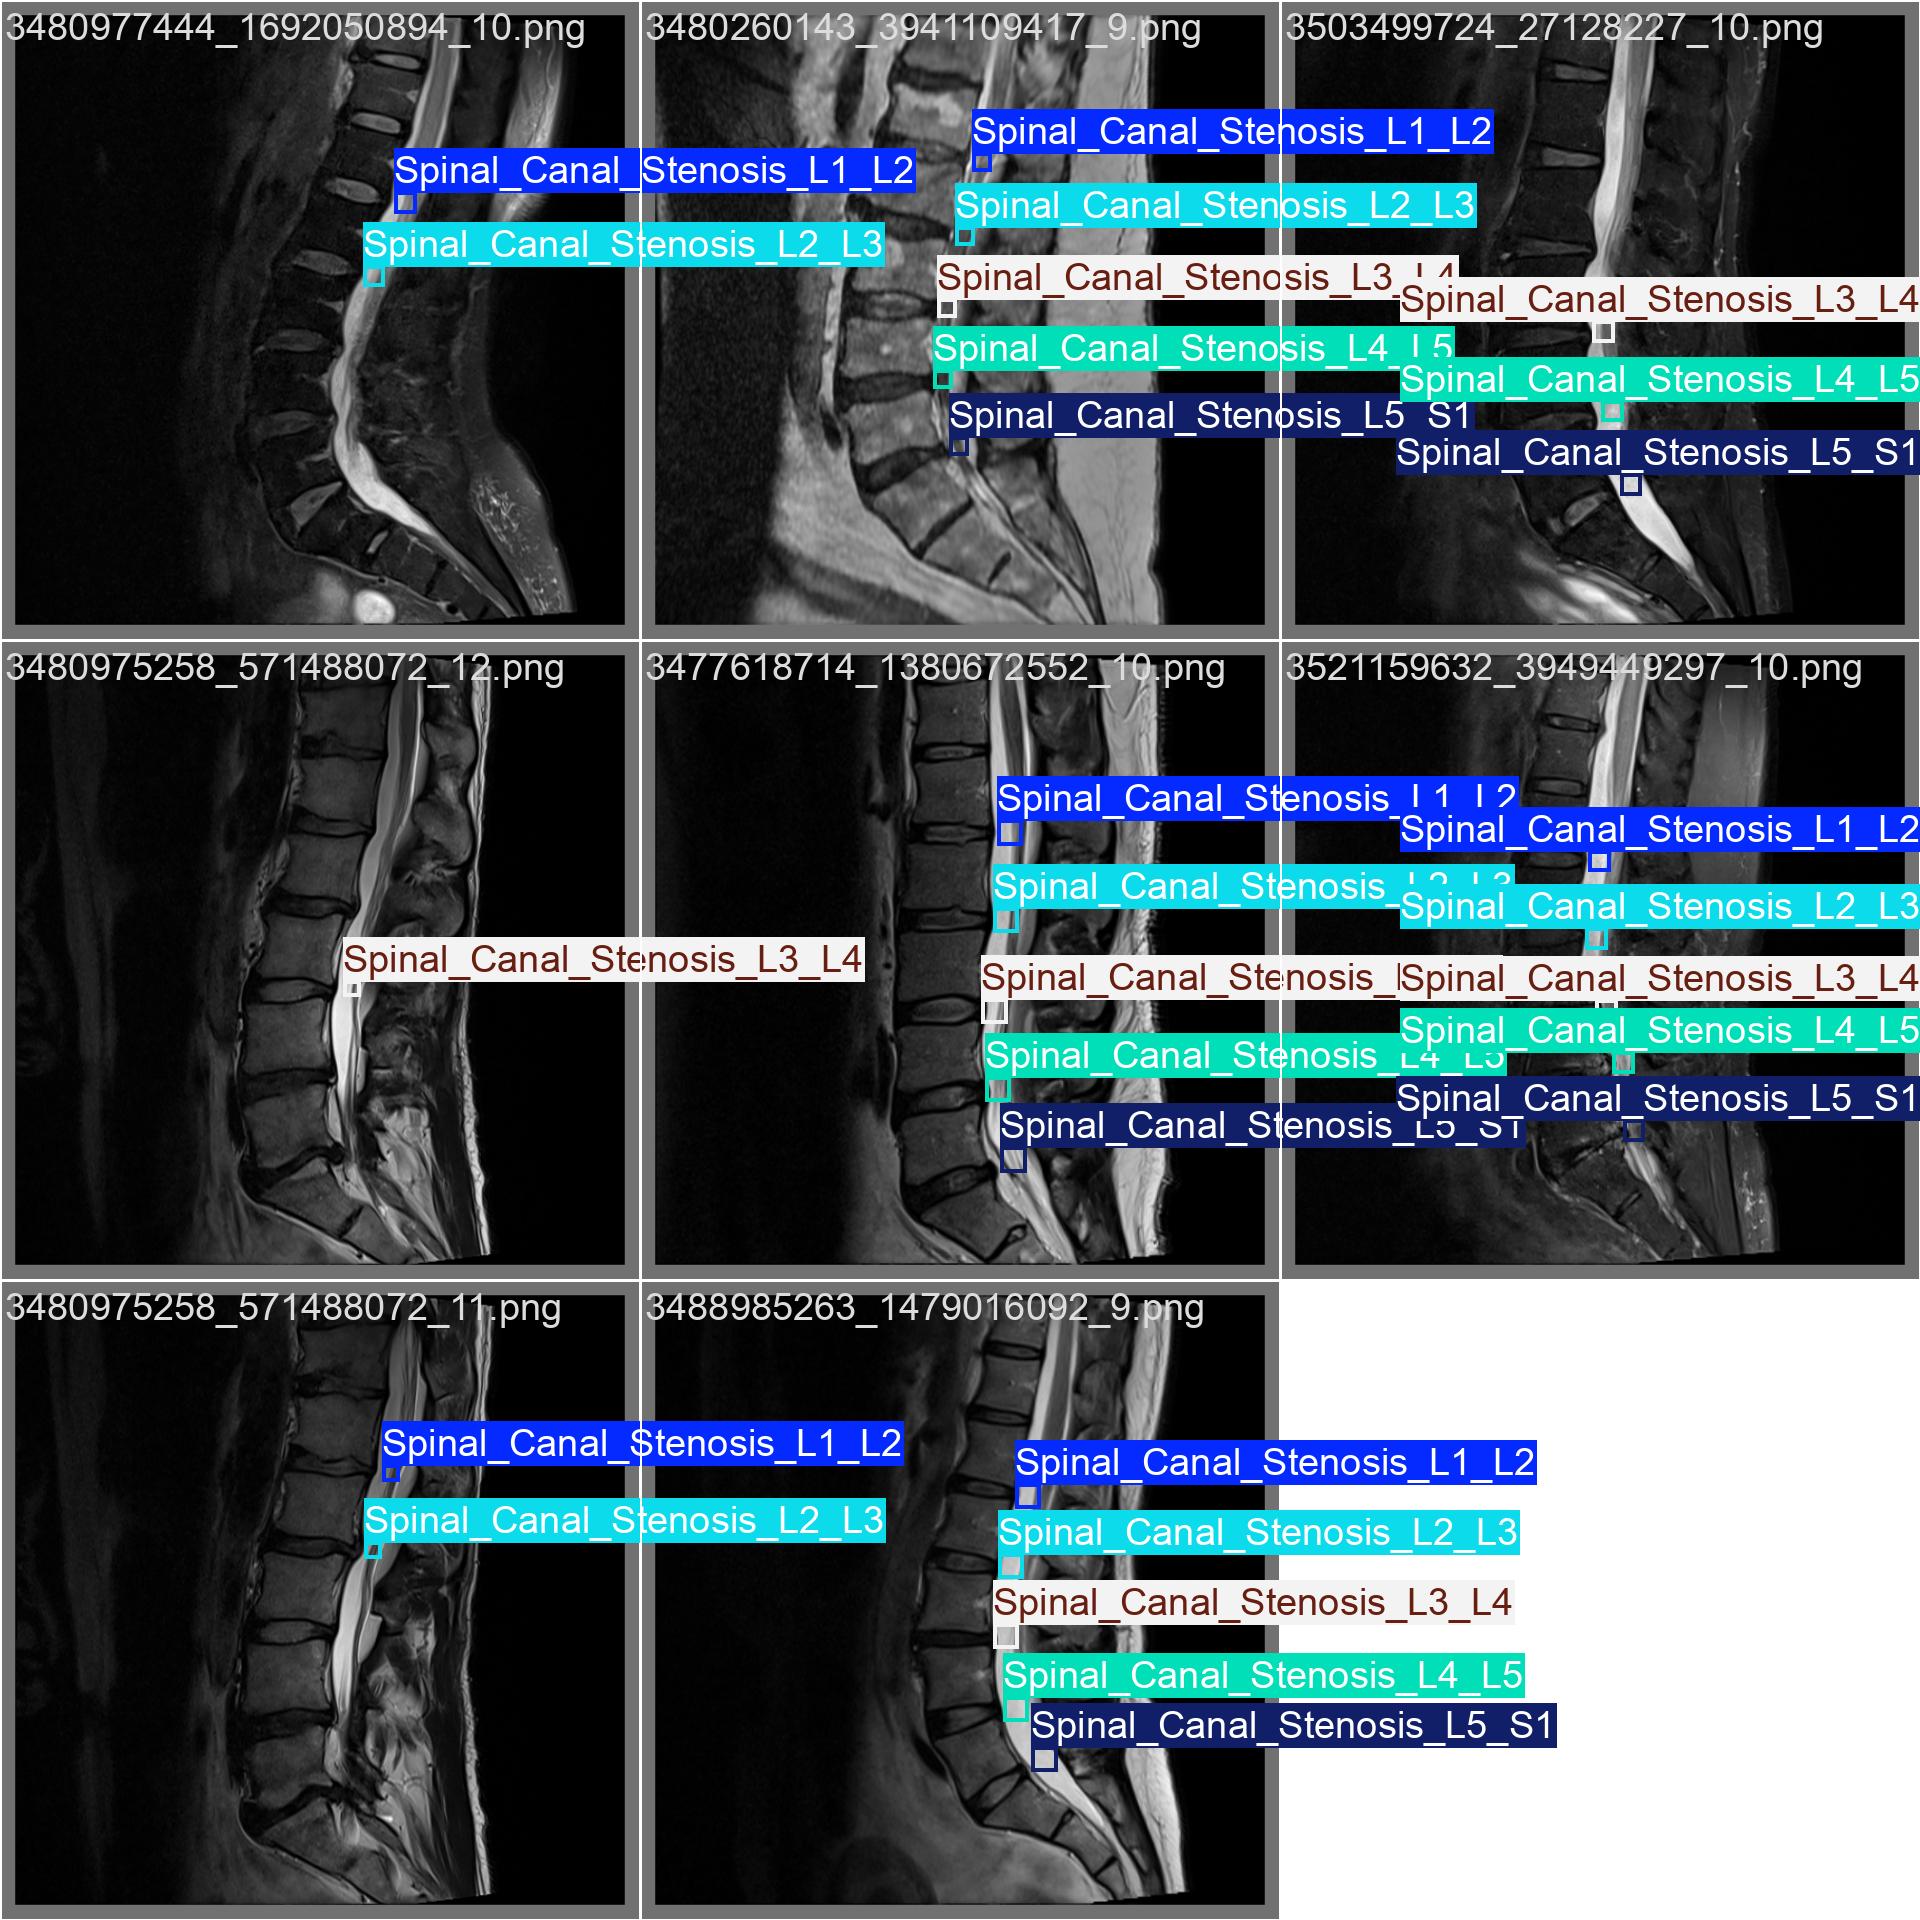 3480977444_1692050894_10.png
Spinal_Canal_Stenosis_L1_L2
Spinal_Canal_Stenosis_L2_L3
3480260143_3941109417_9.png
Spinal_Canal_Stenosis_L1_L2
Spinal_Canal_Stenosis_L2_L3
Spinal_Canal_Stenosis_L3_L4
Spinal_Canal_Stenosis_L4_L5
Spinal_Canal_Stenosis_L5_S1
3503499724_27128227_10.png
Spinal_Canal_Stenosis_L3_L4
Spinal_Canal_Stenosis_L4_L5
Spinal_Canal_Stenosis_L5_S1
3480975258_571488072_12.png
Spinal_Canal_Stenosis_L3_L4
3477618714_1380672552_10.png
Spinal_Canal_Stenosis_L1_L2
Spinal_Canal_Stenosis_L2_L3
Spinal_Canal_Stenosis_
Spinal_Canal_Stenosis_L4_L5
Spinal_Canal_Stenosis_L5_S1
3521159632_3949449297_10.png
Spinal_Canal_Stenosis_L1_L2
Spinal_Canal_Stenosis_L2_L3
Spinal_Canal_Stenosis_L3_L4
Spinal_Canal_Stenosis_L4_L5
Spinal_Canal_Stenosis_L5_S1
3480975258_571488072_11.png
Spinal_Canal_Stenosis_L1_L2
Spinal_Canal_Stenosis_L2_L3
3488985263_1479016092_9.png
Spinal_Canal_Stenosis_L1_L2
Spinal_Canal_Stenosis_L2_L3
Spinal_Canal_Stenosis_L3_L4
Spinal_Canal_Stenosis_L4_L5
Spinal_Canal_Stenosis_L5_S1